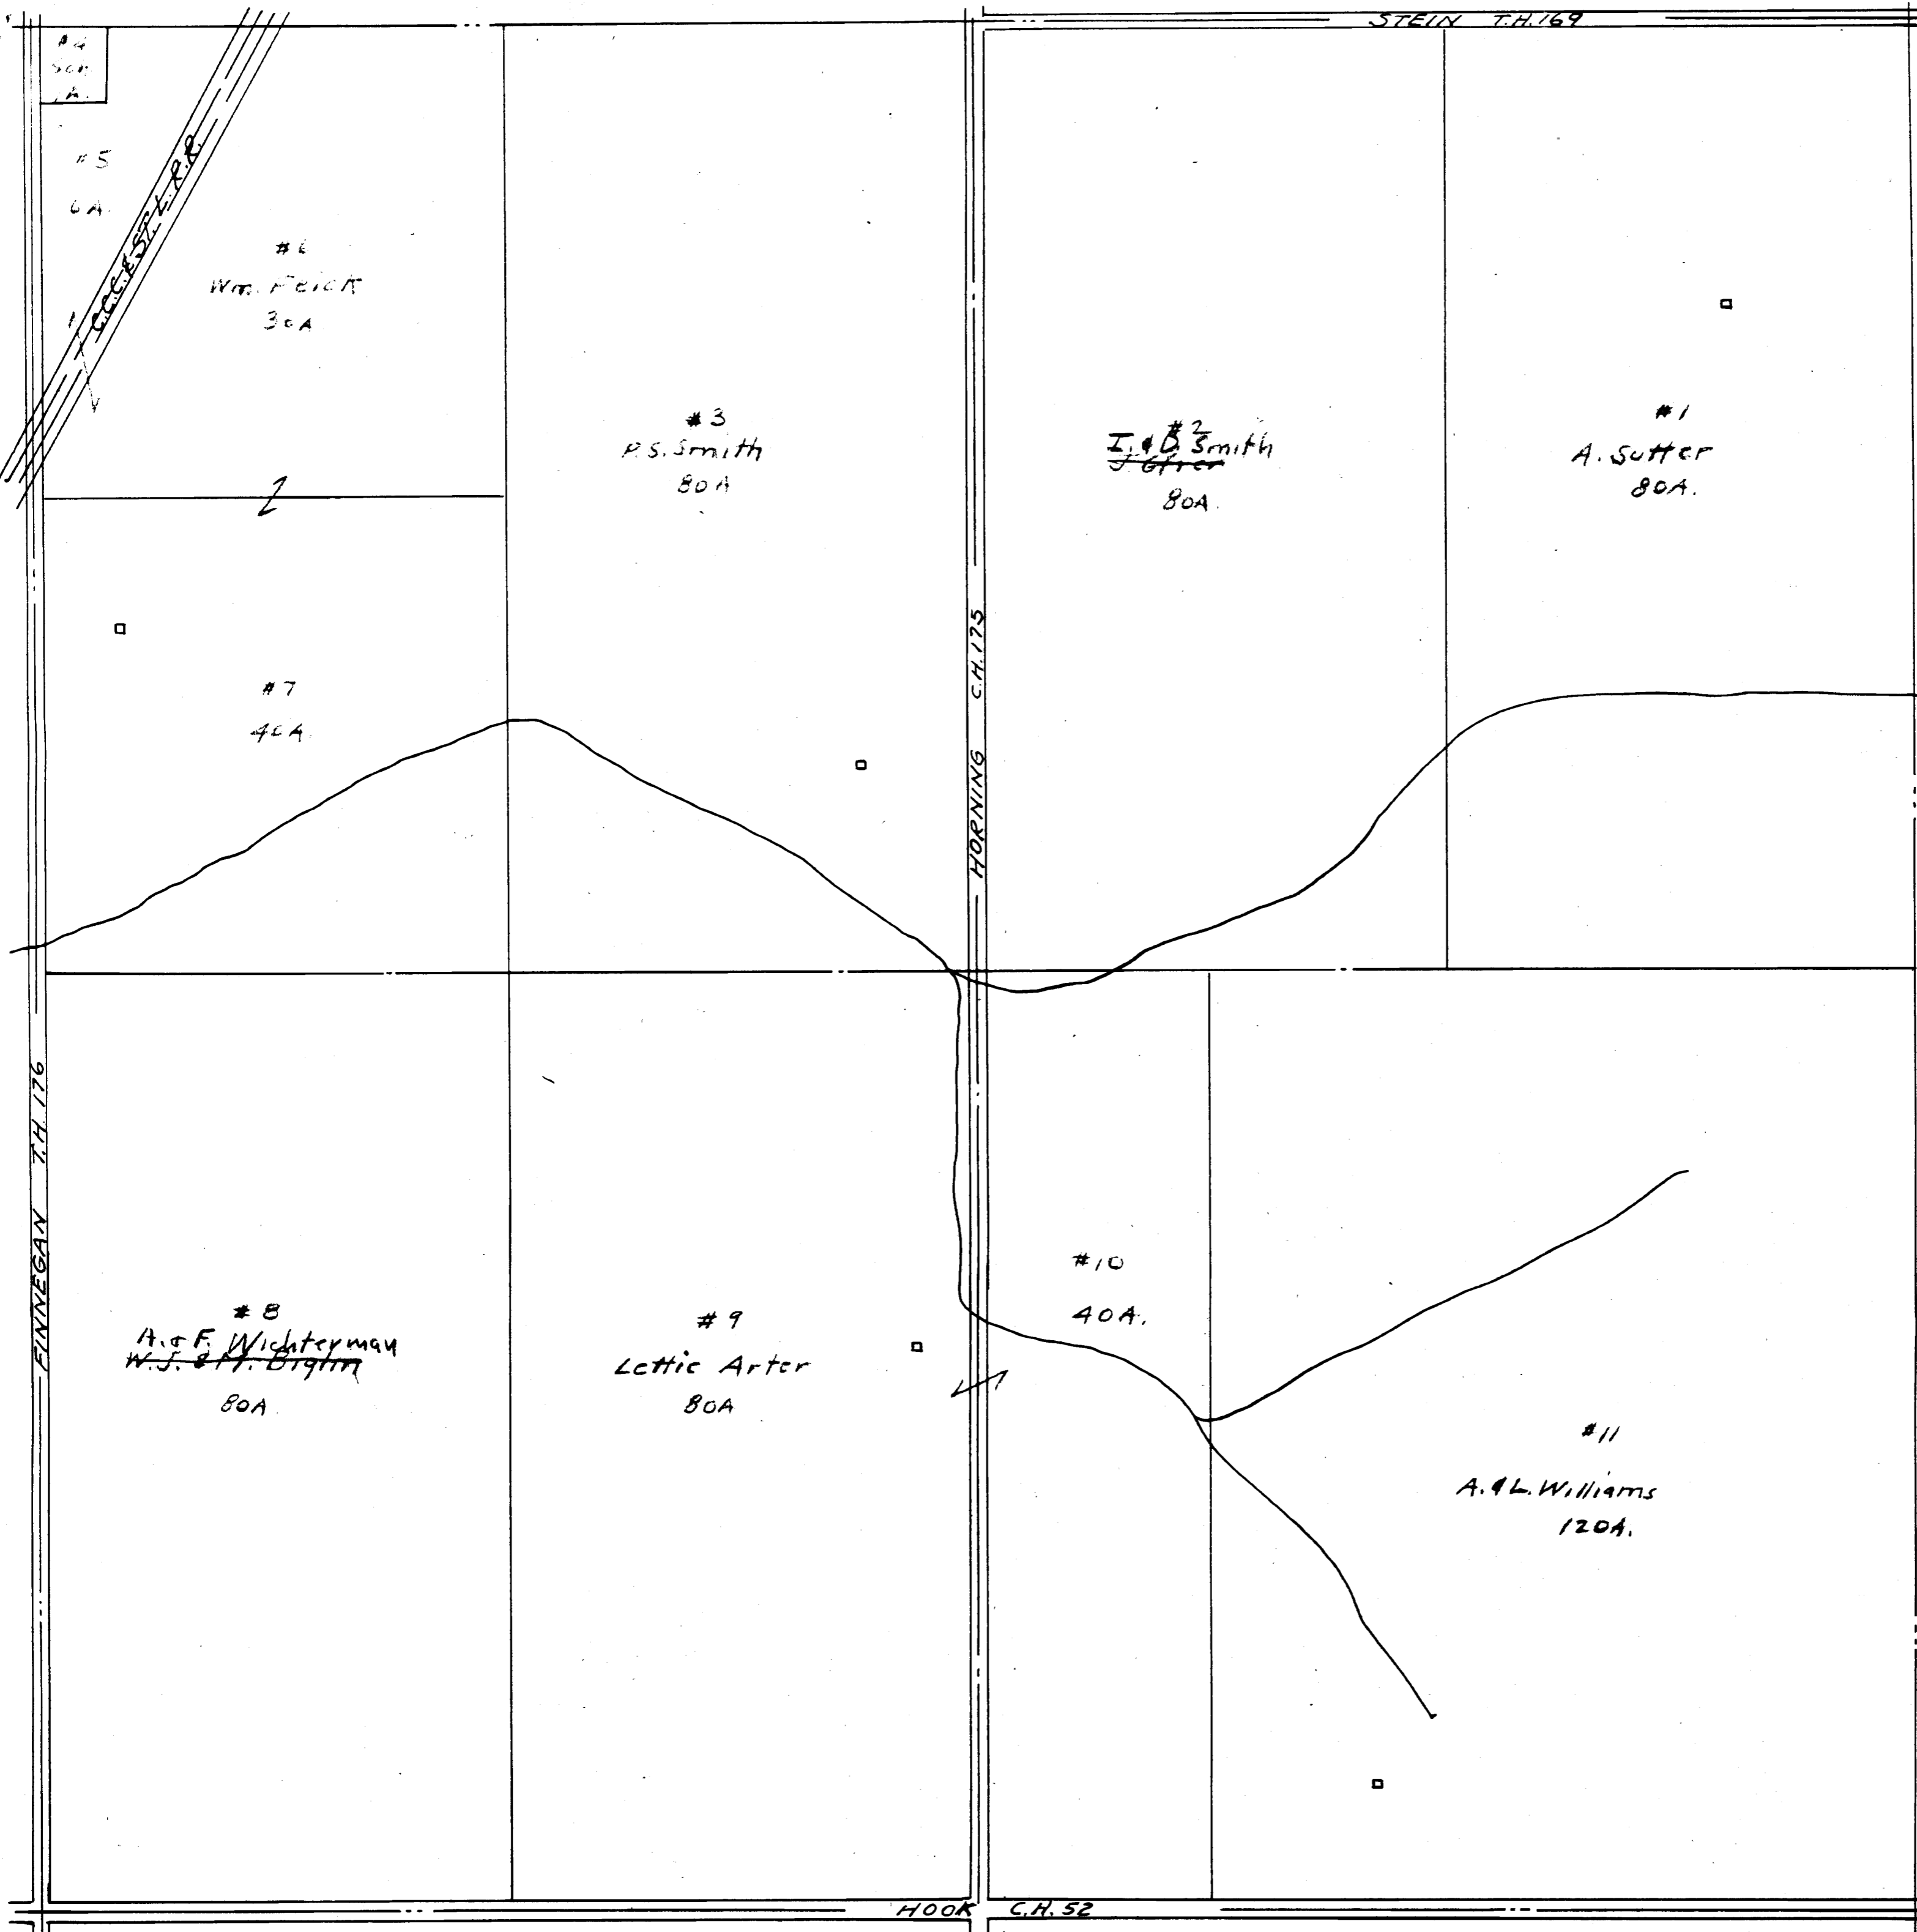 STEIN T.H. 169
#4
Sch
A.
#5
6A.
C.C.C. & ST. L. R.R.
#6
Wm. Feick
30A
#3
P.S. Smith
80A
#2
I. & D. Smith
80A.
#1
A. Sutter
80A.
#7
40A.
HORNING C.H. 175
FINNEGAN T.H. 176
#8
A. & F. Wichterman
W.J. & M. Biglin
80A.
#9
Lettie Arter
80A
#10
40A.
#11
A. & L. Williams
120A.
HOOK C.H. 52